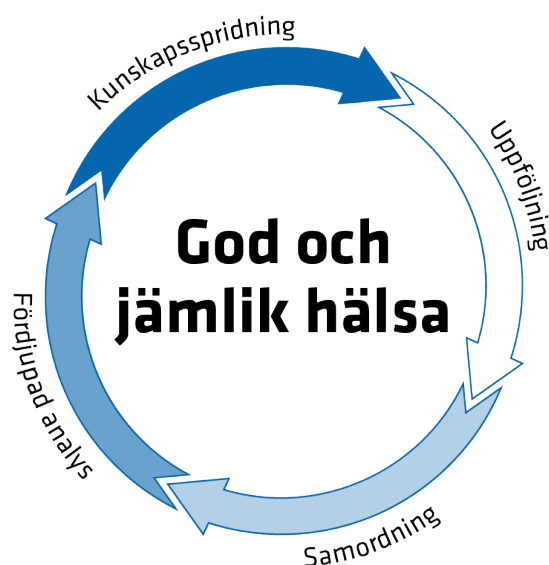 Kunskapsspridning
Uppföljning
God och
jämlik hälsa
Fördjupad analys
Samordning